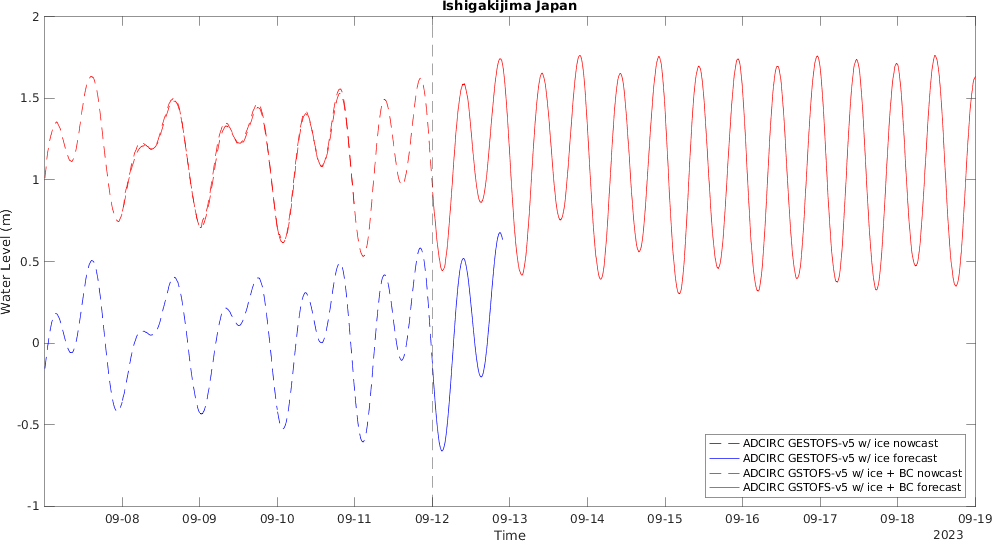 Ishigakijima Japan
2
1.5
1
0.5
0
-0.5
-1
Water Level (m)
09-08 09-09 09-10 09-11 09-12 09-13 09-14 09-15 09-16 09-17 09-18 09-19
Time
2023
ADCIRC GESTOFS-v5 w/ ice nowcast
ADCIRC GESTOFS-v5 w/ ice forecast
ADCIRC GSTOFS-v5 w/ ice + BC nowcast
ADCIRC GSTOFS-v5 w/ ice + BC forecast